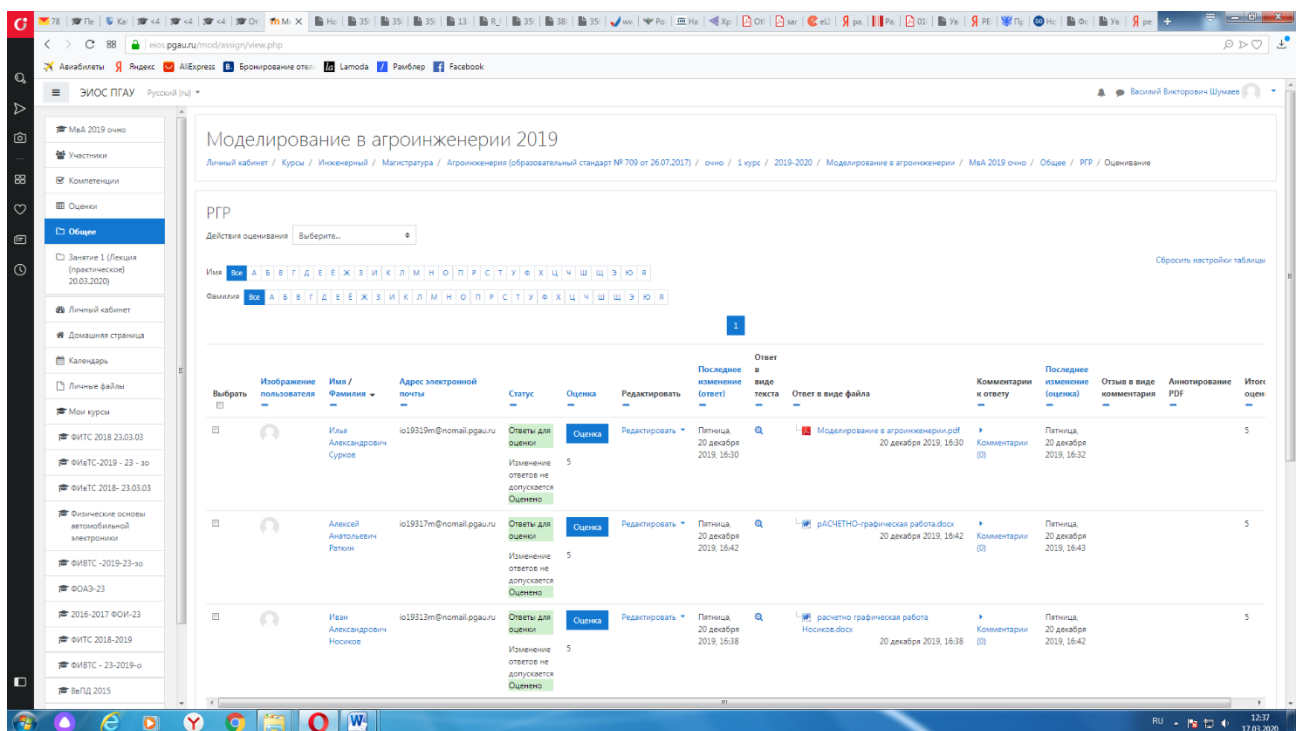 eios.pgau.ru/mod/assign/view.php
Авиабилеты Яндекс AliExpress Бронирование отел Lamoda Рамблер Facebook
ЭИОС ПГАУ Русский (ru)
Василий Викторович Шумаев
МвА 2019 очно
Участники
Компетенции
Оценки
Общее
Занятие 1 (Лекция
(практическое)
20.03.2020)
Личный кабинет
Домашняя страница
Календарь
Личные файлы
Мои курсы
ФИТС 2018 23.03.03
ФИвТС-2019 - 23 - зо
ФИвТС 2018- 23.03.03
Физические основы
автомобильной
электроники
ФИВТС -2019-23-зо
ФОАЭ-23
2016-2017 ФОИ-23
ФИТС 2018-2019
ФИВТС - 23-2019-о
ВвПД 2015
Моделирование в агроинженерии 2019
Личный кабинет / Курсы / Инженерный / Магистратура / Агроинженерия (образовательный стандарт № 709 от 26.07.2017) / очно / 1 курс / 2019-2020 / Моделирование в агроинженерии / МвА 2019 очно / Общее / РГР / Оценивание
РГР
Действия оценивания Выберите...
Сбросить настройки таблицы
Имя Все А Б В Г Д Е Ё Ж З И К Л М Н О П Р С Т У Ф Х Ц Ч Ш Щ Э Ю Я
Фамилия Все А Б В Г Д Е Ё Ж З И К Л М Н О П Р С Т У Ф Х Ц Ч Ш Щ Э Ю Я
1
Выбрать
Изображение
пользователя
Имя /
Фамилия
Адрес электронной
почты
Статус
Оценка
Редактировать
Последнее
изменение
(ответ)
Ответ
в
виде
текста
Ответ в виде файла
Комментарии
к ответу
Последнее
изменение
(оценка)
Отзыв в виде
комментария
Аннотирование
PDF
Илья
Александрович
Сурков
io19319m@nomail.pgau.ru
Ответы для
оценки
Изменение
ответов не
допускается
Оценено
Оценка
5
Редактировать
Пятница,
20 декабря
2019, 16:30
Моделирование в агроинженерии.pdf
20 декабря 2019, 16:30
Комментарии
(0)
Пятница,
20 декабря
2019, 16:32
5
Алексей
Анатольевич
Раткин
io19317m@nomail.pgau.ru
Ответы для
оценки
Изменение
ответов не
допускается
Оценено
Оценка
5
Редактировать
Пятница,
20 декабря
2019, 16:42
рАСЧЕТНО-графическая работа.docx
20 декабря 2019, 16:42
Комментарии
(0)
Пятница,
20 декабря
2019, 16:43
5
Иван
Александрович
Носиков
io19313m@nomail.pgau.ru
Ответы для
оценки
Изменение
ответов не
допускается
Оценено
Оценка
5
Редактировать
Пятница,
20 декабря
2019, 16:38
расчетно графическая работа
Носиков.docx
20 декабря 2019, 16:38
Комментарии
(0)
Пятница,
20 декабря
2019, 16:42
5
RU
12:37
17.03.2020